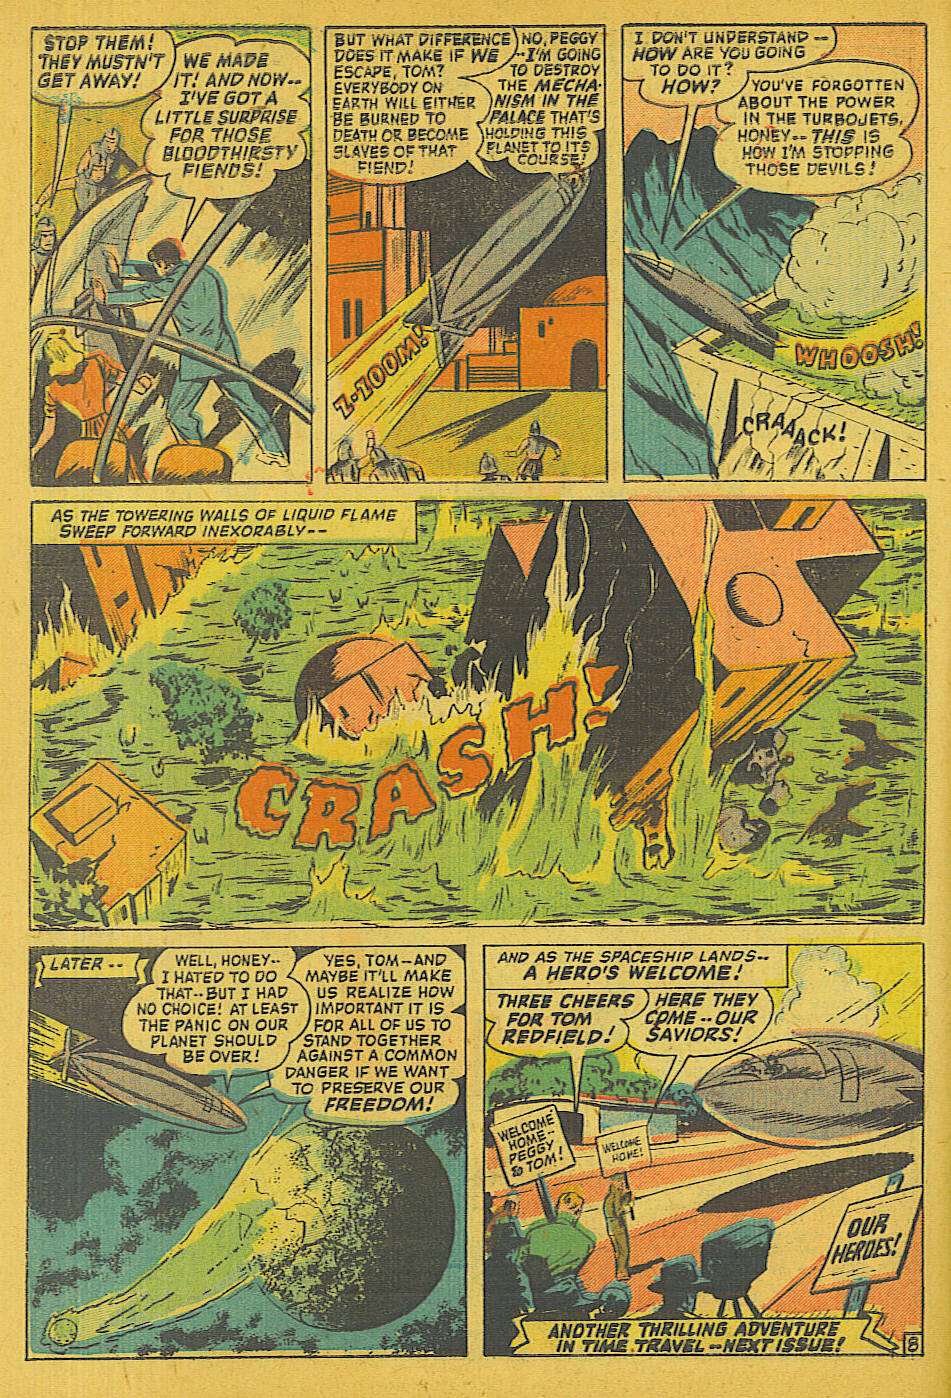 STOP THEM!
THEY MUSTN'T
GET AWAY!
WE MADE
IT! AND NOW--
I'VE GOT A
LITTLE SURPRISE
FOR THOSE
BLOODTHIRSTY
FIENDS!
BUT WHAT DIFFERENCE
DOES IT MAKE IF WE
ESCAPE, TOM?
EVERYBODY ON
EARTH WILL EITHER
BE BURNED TO
DEATH OR BECOME
SLAVES OF THAT
FIEND!
NO, PEGGY
--I'M GOING
TO DESTROY
THE MECHA-
NISM IN THE
PALACE THAT'S
HOLDING THIS
PLANET TO ITS
COURSE!
Z-ZOOM!
I DON'T UNDERSTAND--
HOW ARE YOU GOING
TO DO IT?
HOW?
YOU'VE FORGOTTEN
ABOUT THE POWER
IN THE TURBOJETS,
HONEY--THIS IS
HOW I'M STOPPING
THOSE DEVILS!
WHOOSH!
CRAAACK!
AS THE TOWERING WALLS OF LIQUID FLAME
SWEEP FORWARD INEXORABLY--
CRASH!
LATER--
WELL, HONEY--
I HATED TO DO
THAT--BUT I HAD
NO CHOICE! AT LEAST
THE PANIC ON OUR
PLANET SHOULD
BE OVER!
YES, TOM--AND
MAYBE IT'LL MAKE
US REALIZE HOW
IMPORTANT IT IS
FOR ALL OF US TO
STAND TOGETHER
AGAINST A COMMON
DANGER IF WE WANT
TO PRESERVE OUR
FREEDOM!
AND AS THE SPACESHIP LANDS--
A HERO'S WELCOME!
THREE CHEERS
FOR TOM
REDFIELD!
HERE THEY
COME--OUR
SAVIORS!
WELCOME
HOME--
PEGGY
& TOM!
WELCOME
HOME!
OUR
HEROES!
ANOTHER THRILLING ADVENTURE
IN TIME TRAVEL--NEXT ISSUE!
8